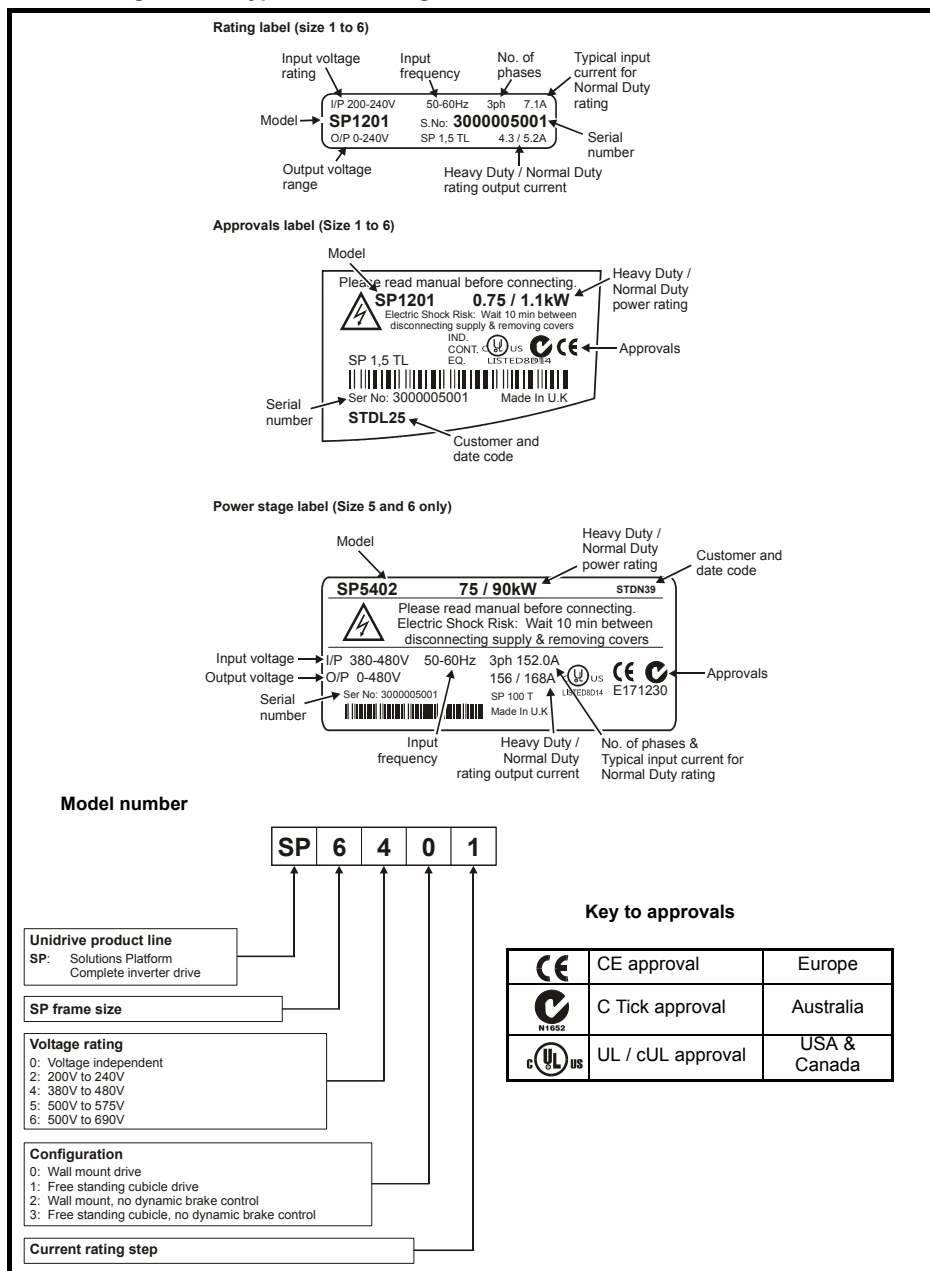 Rating label (size 1 to 6)
Input voltage
rating
Input
frequency
No. of
phases
Typical input
current for
Normal Duty
rating
I/P 200-240V 50-60Hz 3ph 7.1A
Model
SP1201 S.No: 3000005001
O/P 0-240V SP 1,5 TL 4.3 / 5.2A
Serial
number
Output voltage
range
Heavy Duty / Normal Duty
rating output current
Approvals label (Size 1 to 6)
Model
Please read manual before connecting.
SP1201 0.75 / 1.1kW
Electric Shock Risk: Wait 10 min between
disconnecting supply & removing covers
Heavy Duty /
Normal Duty
power rating
IND.
CONT.
EQ.
C UL US
CE
LISTED8D14
Approvals
SP 1,5 TL
Ser No: 3000005001 Made In U.K
Serial
number
STDL25
Customer and
date code
Power stage label (Size 5 and 6 only)
Model
Heavy Duty /
Normal Duty
power rating
Customer and
date code
SP5402 75 / 90kW STDN39
Please read manual before connecting.
Electric Shock Risk: Wait 10 min between
disconnecting supply & removing covers
Input voltage
I/P 380-480V 50-60Hz 3ph 152.0A
Output voltage
O/P 0-480V 156 / 168A
C UL US
CE
Approvals
Serial
number
Ser No: 3000005001 SP 100 T LISTED8D14 E171230
Made In U.K
Input
frequency
Heavy Duty /
Normal Duty
rating output current
No. of phases &
Typical input current for
Normal Duty rating
Model number
SP 6 4 0 1
Unidrive product line
SP: Solutions Platform
Complete inverter drive
SP frame size
Voltage rating
0: Voltage independent
2: 200V to 240V
4: 380V to 480V
5: 500V to 575V
6: 500V to 690V
Configuration
0: Wall mount drive
1: Free standing cubicle drive
2: Wall mount, no dynamic brake control
3: Free standing cubicle, no dynamic brake control
Current rating step
Key to approvals
CE CE approval Europe
N1652 C Tick approval Australia
C UL US UL / cUL approval USA &
Canada